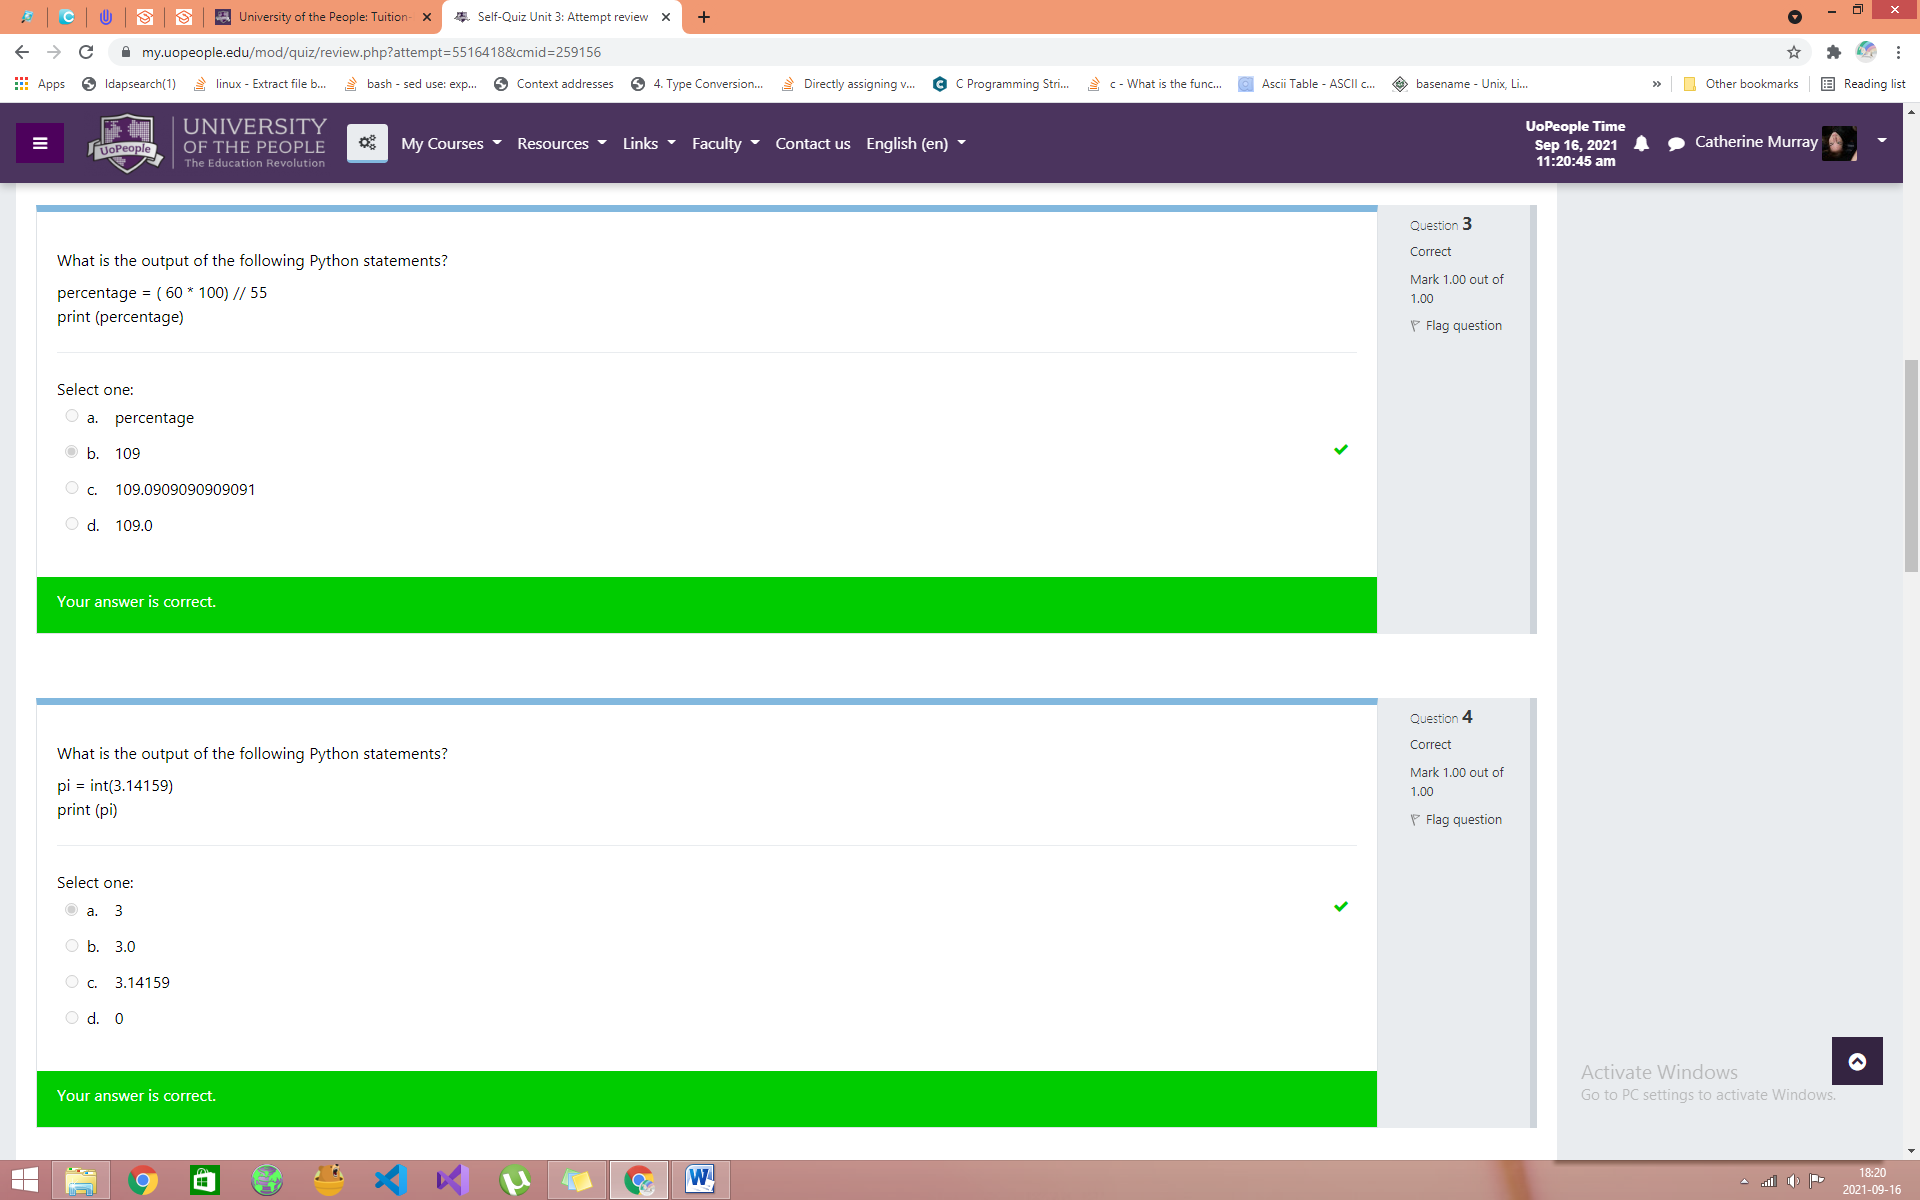 University of the People: Tuition-
Self-Quiz Unit 3: Attempt review
my.uopeople.edu/mod/quiz/review.php?attempt=5516418&cmid=259156
Apps
ldapsearch(1)
linux - Extract file b...
bash - sed use: exp...
Context addresses
4. Type Conversion...
Directly assigning v...
C Programming Stri...
c - What is the func...
Ascii Table - ASCII c...
basename - Unix, Li...
»
Other bookmarks
Reading list
UoPeople
UNIVERSITY
OF THE PEOPLE
The Education Revolution
My Courses
Resources
Links
Faculty
Contact us
English (en)
UoPeople Time
Sep 16, 2021
11:20:45 am
Catherine Murray
What is the output of the following Python statements?
percentage = ( 60 * 100) // 55
print (percentage)
Select one:
a. percentage
b. 109
c. 109.0909090909091
d. 109.0
Your answer is correct.
Question 3
Correct
Mark 1.00 out of
1.00
Flag question
What is the output of the following Python statements?
pi = int(3.14159)
print (pi)
Select one:
a. 3
b. 3.0
c. 3.14159
d. 0
Your answer is correct.
Question 4
Correct
Mark 1.00 out of
1.00
Flag question
Activate Windows
Go to PC settings to activate Windows.
18:20
2021-09-16